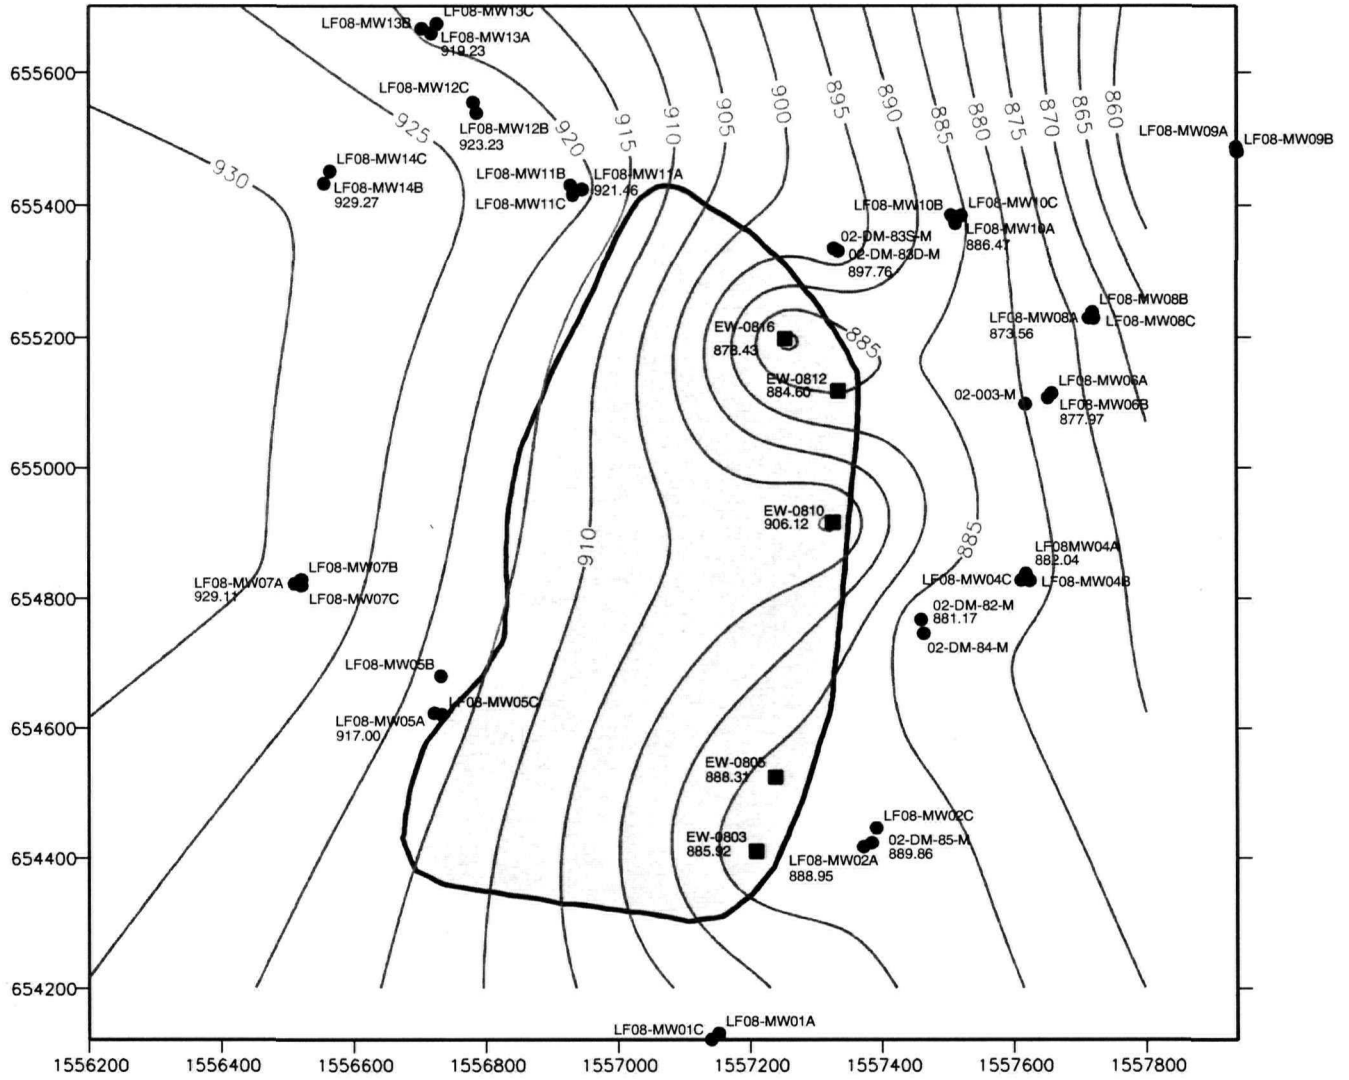 LF08-MW13C
LF08-MW13B
LF08-MW13A
919.23
655600
LF08-MW12C
LF08-MW12B
923.23
925
920
915
910
905
900
895
890
885
880
875
870
865
860
LF08-MW09A
LF08-MW09B
930
LF08-MW14C
LF08-MW14B
929.27
LF08-MW11B
LF08-MW11A
921.46
LF08-MW11C
655400
LF08-MW10B
LF08-MW10C
LF08-MW10A
886.47
02-DM-83S-M
02-DM-83D-M
897.76
LF08-MW08B
LF08-MW08A
LF08-MW08C
873.56
655200
EW-0816
878.43
885
EW-0812
884.60
02-003-M
LF08-MW06A
LF08-MW06B
877.97
655000
EW-0810
906.12
910
885
LF08MW04A
882.04
LF08-MW04C
LF08-MW04B
LF08-MW07B
LF08-MW07A
929.11
LF08-MW07C
654800
02-DM-82-M
881.17
02-DM-84-M
LF08-MW05B
LF08-MW05C
LF08-MW05A
917.00
654600
EW-0805
888.31
LF08-MW02C
EW-0803
885.92
02-DM-85-M
889.86
LF08-MW02A
888.95
654400
654200
LF08-MW01C
LF08-MW01A
1556200 1556400 1556600 1556800 1557000 1557200 1557400 1557600 1557800